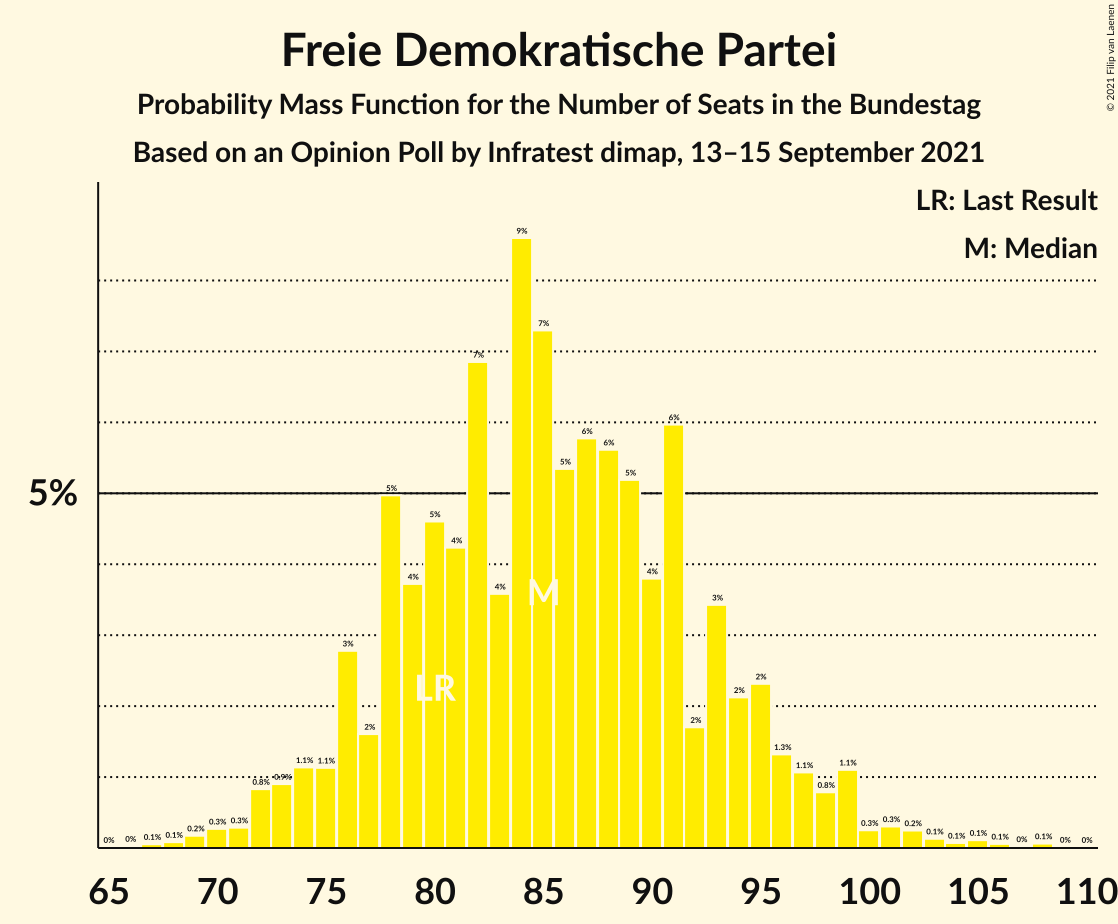 Freie Demokratische Partei
Probability Mass Function for the Number of Seats in the Bundestag
Based on an Opinion Poll by Infratest dimap, 13–15 September 2021
© 2021 Filip van Laenen
LR: Last Result
M: Median
5%
0% 0% 0.1% 0.1% 0.2% 0.3% 0.3% 0.8% 0.9% 1.1% 1.1% 3% 2% 5% 4% 5% 4% 7% 4% 9% 7% 5% 6% 6% 5% 4% 6% 2% 3% 2% 2% 1.3% 1.1% 0.8% 1.1% 0.3% 0.3% 0.2% 0.1% 0.1% 0.1% 0.1% 0% 0.1% 0% 0%
M
LR
65 70 75 80 85 90 95 100 105 110